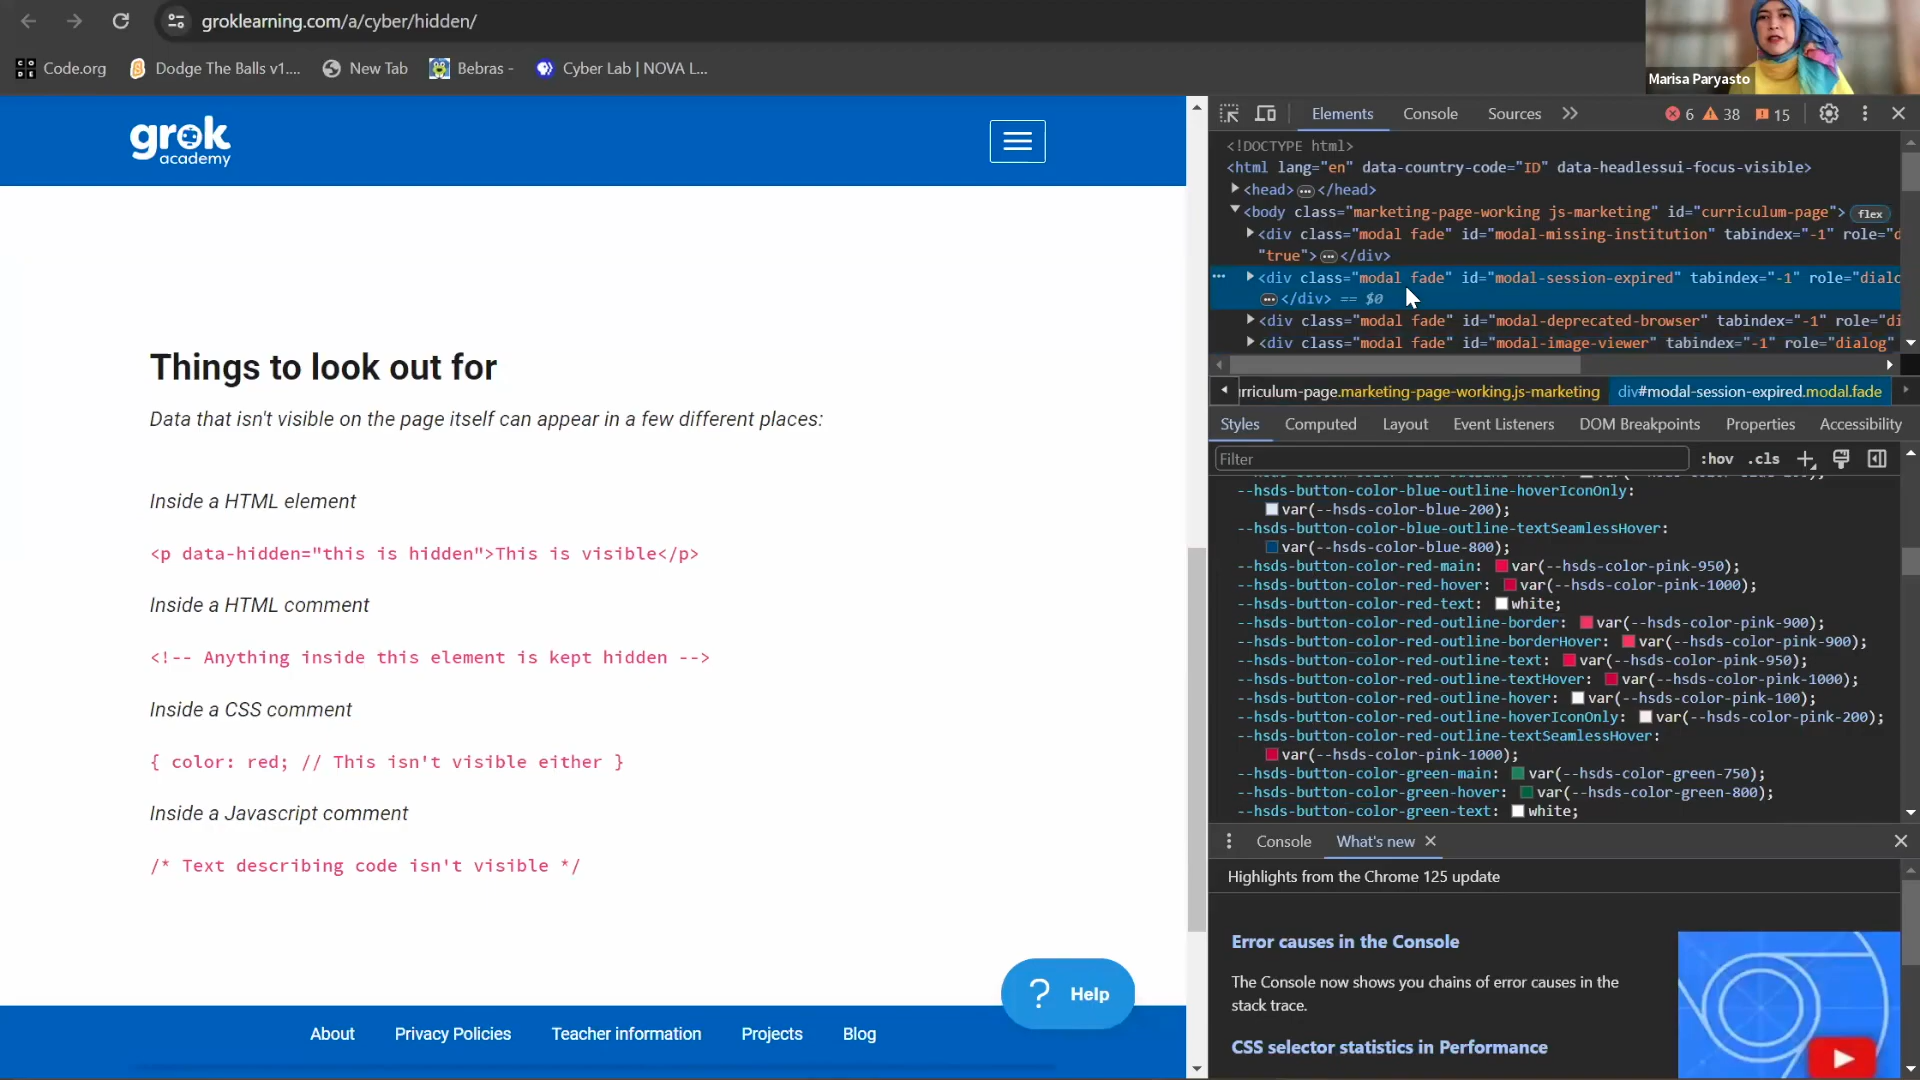 groklearning.com/a/cyber/hidden/
Marisa Paryasto
CODE Code.org
Dodge The Balls v1....
New Tab
Bebras -
Cyber Lab | NOVA L...
grok
academy
Things to look out for
Data that isn't visible on the page itself can appear in a few different places:
Inside a HTML element
<p data-hidden="this is hidden">This is visible</p>
Inside a HTML comment
<!-- Anything inside this element is kept hidden -->
Inside a CSS comment
{ color: red; // This isn't visible either }
Inside a Javascript comment
/* Text describing code isn't visible */
? Help
About
Privacy Policies
Teacher information
Projects
Blog
Elements
Console
Sources
6
38
15
<!DOCTYPE html>
<html lang="en" data-country-code="ID" data-headlessui-focus-visible>
<head>…</head>
<body class="marketing-page-working js-marketing" id="curriculum-page"> flex
<div class="modal fade" id="modal-missing-institution" tabindex="-1" role="d
"true">…</div>
<div class="modal fade" id="modal-session-expired" tabindex="-1" role="dialo
…</div> == $0
<div class="modal fade" id="modal-deprecated-browser" tabindex="-1" role="di
<div class="modal fade" id="modal-image-viewer" tabindex="-1" role="dialog"
urriculum-page.marketing-page-working.js-marketing
div#modal-session-expired.modal.fade
Styles
Computed
Layout
Event Listeners
DOM Breakpoints
Properties
Accessibility
Filter
:hov
.cls
--hsds-button-color-blue-outline-hoverIconOnly:
var(--hsds-color-blue-200);
--hsds-button-color-blue-outline-textSeamlessHover:
var(--hsds-color-blue-800);
--hsds-button-color-red-main: var(--hsds-color-pink-950);
--hsds-button-color-red-hover: var(--hsds-color-pink-1000);
--hsds-button-color-red-text: white;
--hsds-button-color-red-outline-border: var(--hsds-color-pink-900);
--hsds-button-color-red-outline-borderHover: var(--hsds-color-pink-900);
--hsds-button-color-red-outline-text: var(--hsds-color-pink-950);
--hsds-button-color-red-outline-textHover: var(--hsds-color-pink-1000);
--hsds-button-color-red-outline-hover: var(--hsds-color-pink-100);
--hsds-button-color-red-outline-hoverIconOnly: var(--hsds-color-pink-200);
--hsds-button-color-red-outline-textSeamlessHover:
var(--hsds-color-pink-1000);
--hsds-button-color-green-main: var(--hsds-color-green-750);
--hsds-button-color-green-hover: var(--hsds-color-green-800);
--hsds-button-color-green-text: white;
Console
What's new
Highlights from the Chrome 125 update
Error causes in the Console
The Console now shows you chains of error causes in the
stack trace.
CSS selector statistics in Performance